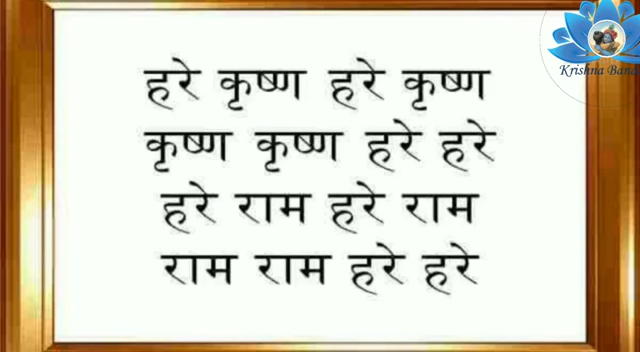 हरे कृष्ण हरे कृष्ण
कृष्ण कृष्ण हरे हरे
हरे राम हरे राम
राम राम हरे हरे
Krishna Band